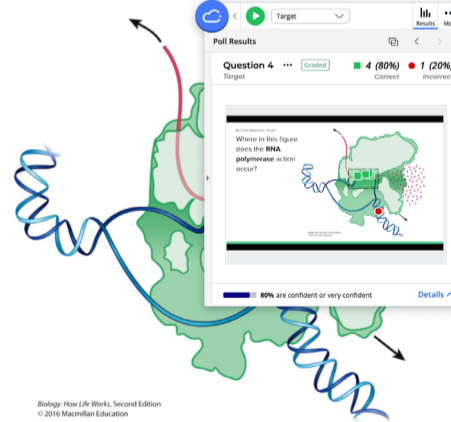 Target
Results
Poll Results
Question 4 ••• Graded 4 (80%) 1 (20%)
Target Correct Incorrec
Where in this figure
does the RNA
polymerase action
occur?
80% are confident or very confident Details
Biology: How Life Works, Second Edition
© 2016 Macmillan Education